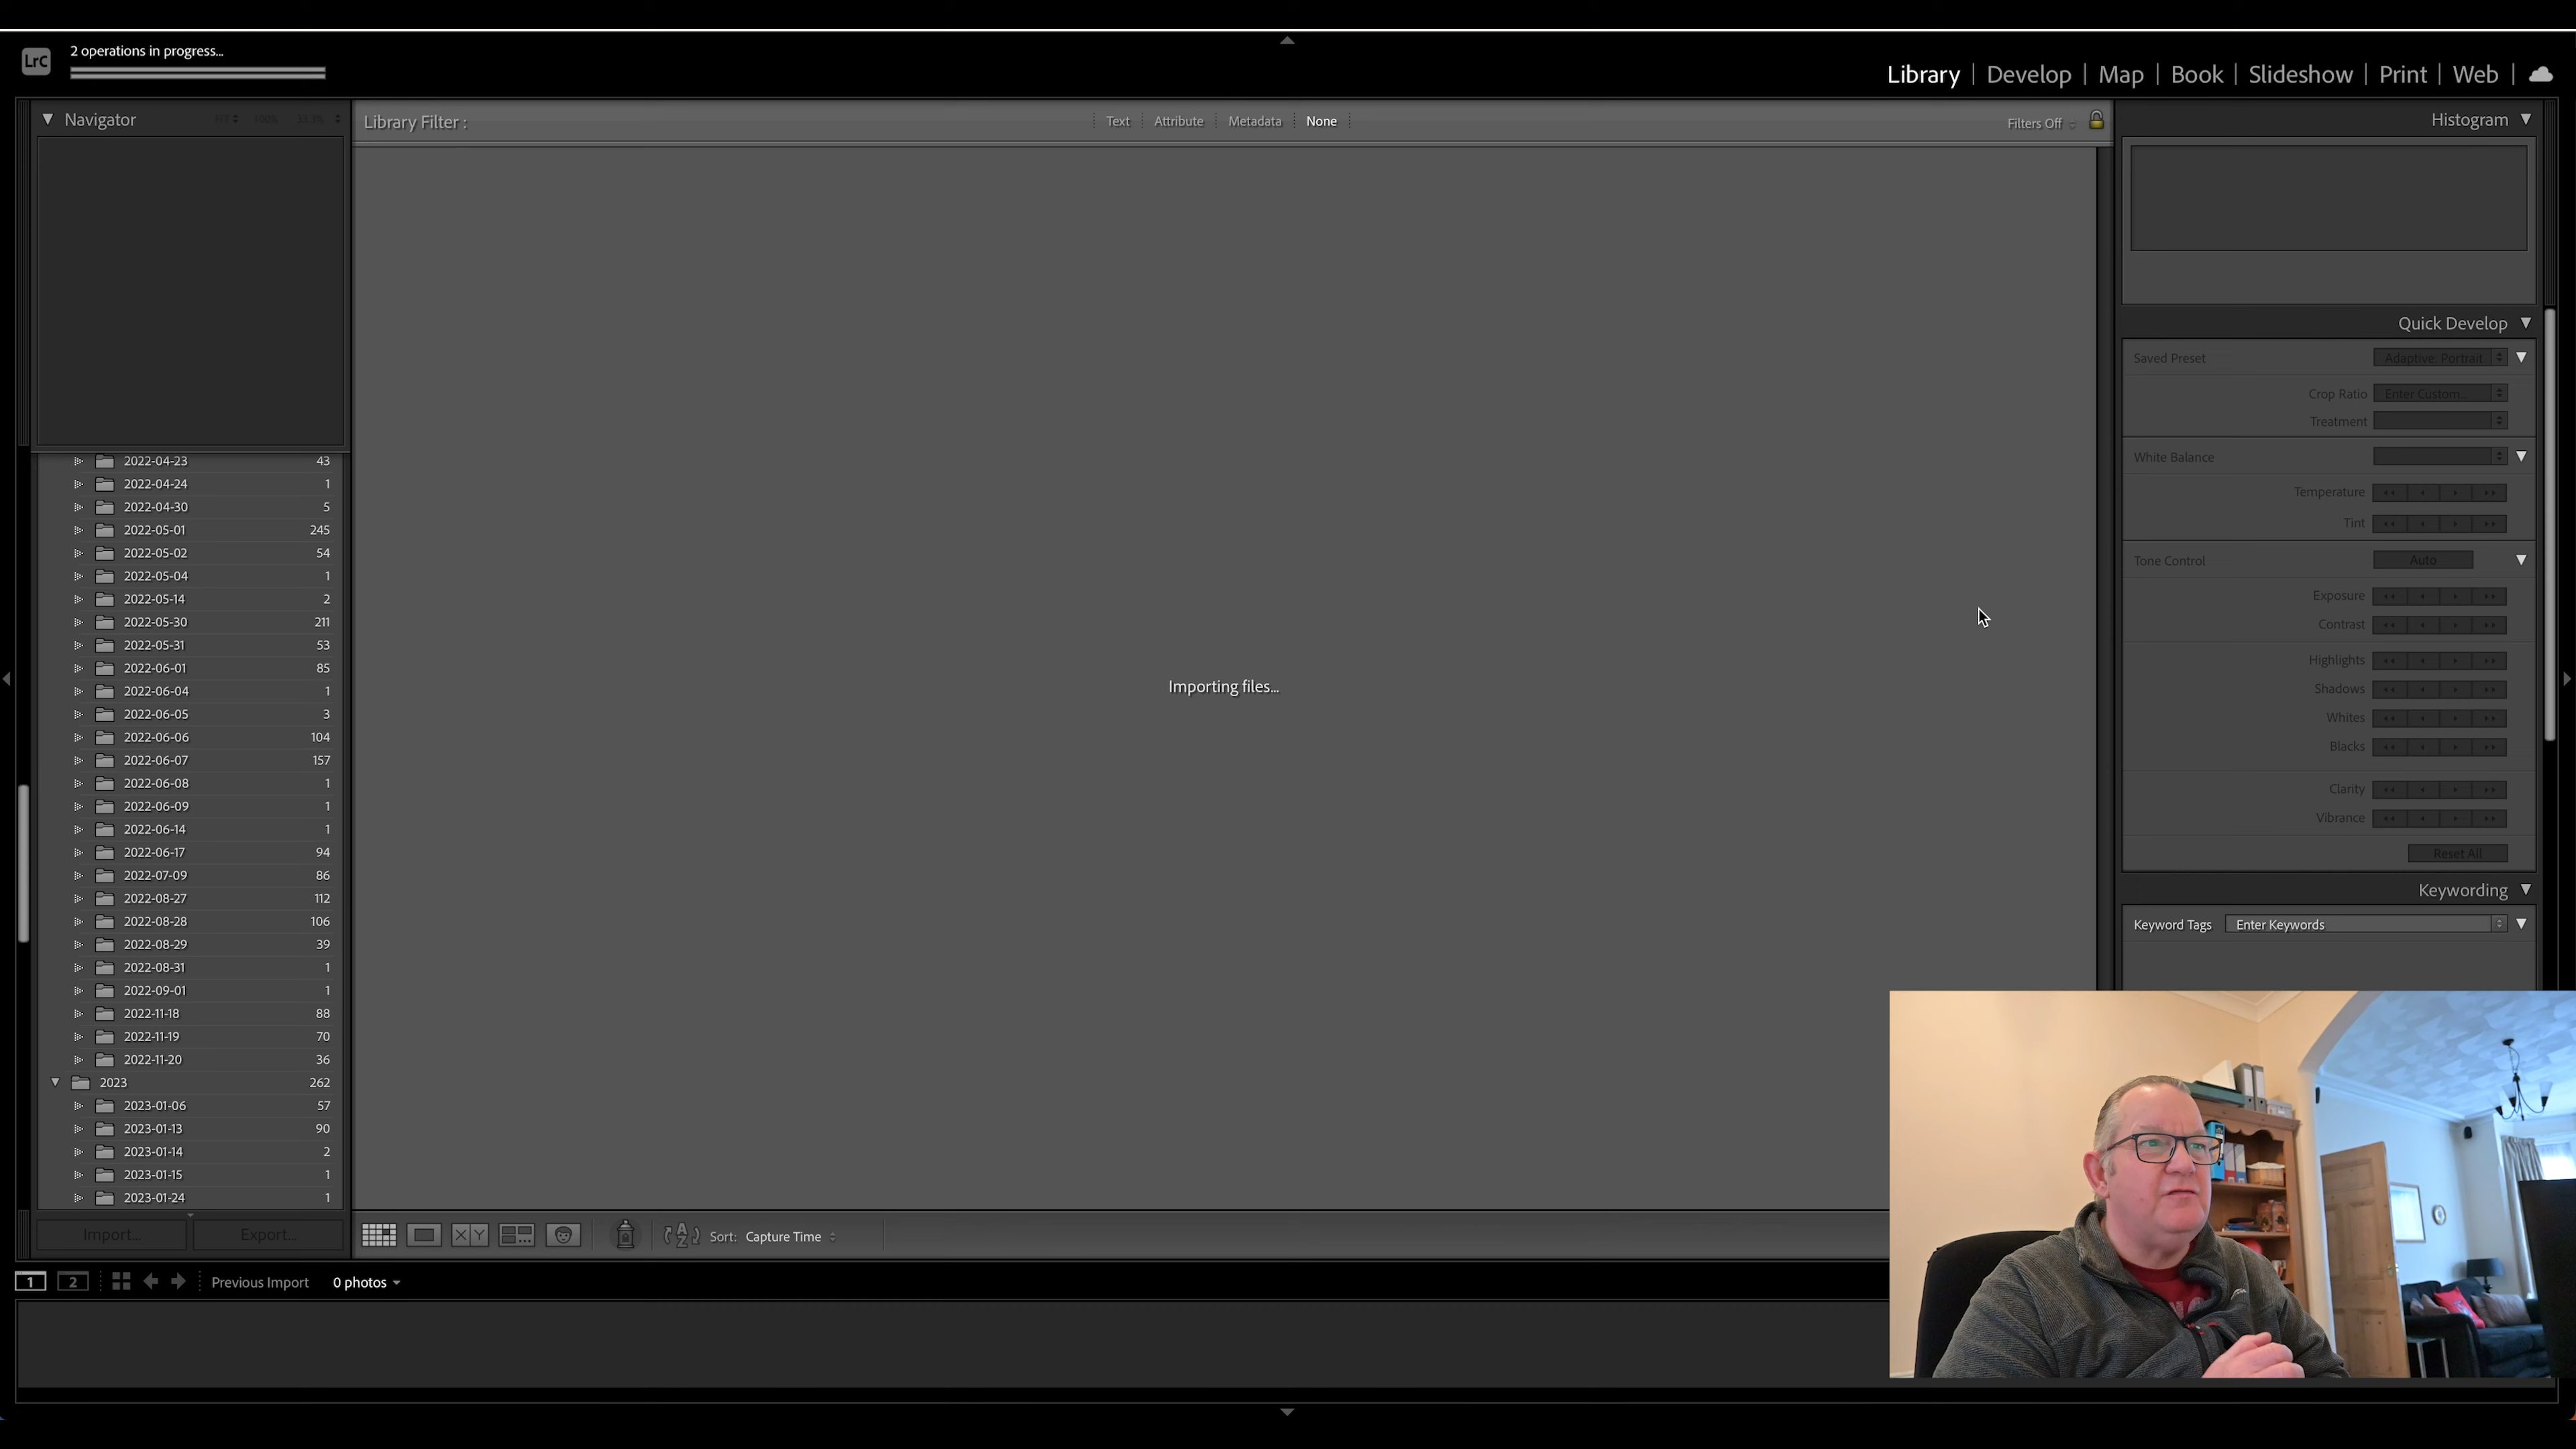 LrC
2 operations in progress...
Library | Develop | Map | Book | Slideshow | Print | Web |
Navigator
100%
Library Filter :
Text
Attribute
Metadata
None
Filters Off
Histogram
Quick Develop
Saved Preset
Adaptive: Portrait
Crop Ratio
Enter Custom...
Treatment
White Balance
Temperature
Tint
Tone Control
Auto
Exposure
Contrast
Highlights
Shadows
Whites
Blacks
Clarity
Vibrance
Reset All
Keywording
Keyword Tags
Enter Keywords
2022-04-23 43
2022-04-24 1
2022-04-30 5
2022-05-01 245
2022-05-02 54
2022-05-04 1
2022-05-14 2
2022-05-30 211
2022-05-31 53
2022-06-01 85
2022-06-04 1
2022-06-05 3
2022-06-06 104
2022-06-07 157
2022-06-08 1
2022-06-09 1
2022-06-14 1
2022-06-17 94
2022-07-09 86
2022-08-27 112
2022-08-28 106
2022-08-29 39
2022-08-31 1
2022-09-01 1
2022-11-18 88
2022-11-19 70
2022-11-20 36
2023 262
2023-01-06 57
2023-01-13 90
2023-01-14 2
2023-01-15 1
2023-01-24 1
Importing files...
Import...
Export...
X Y
A
Z
Sort: Capture Time
1
2
Previous Import
0 photos